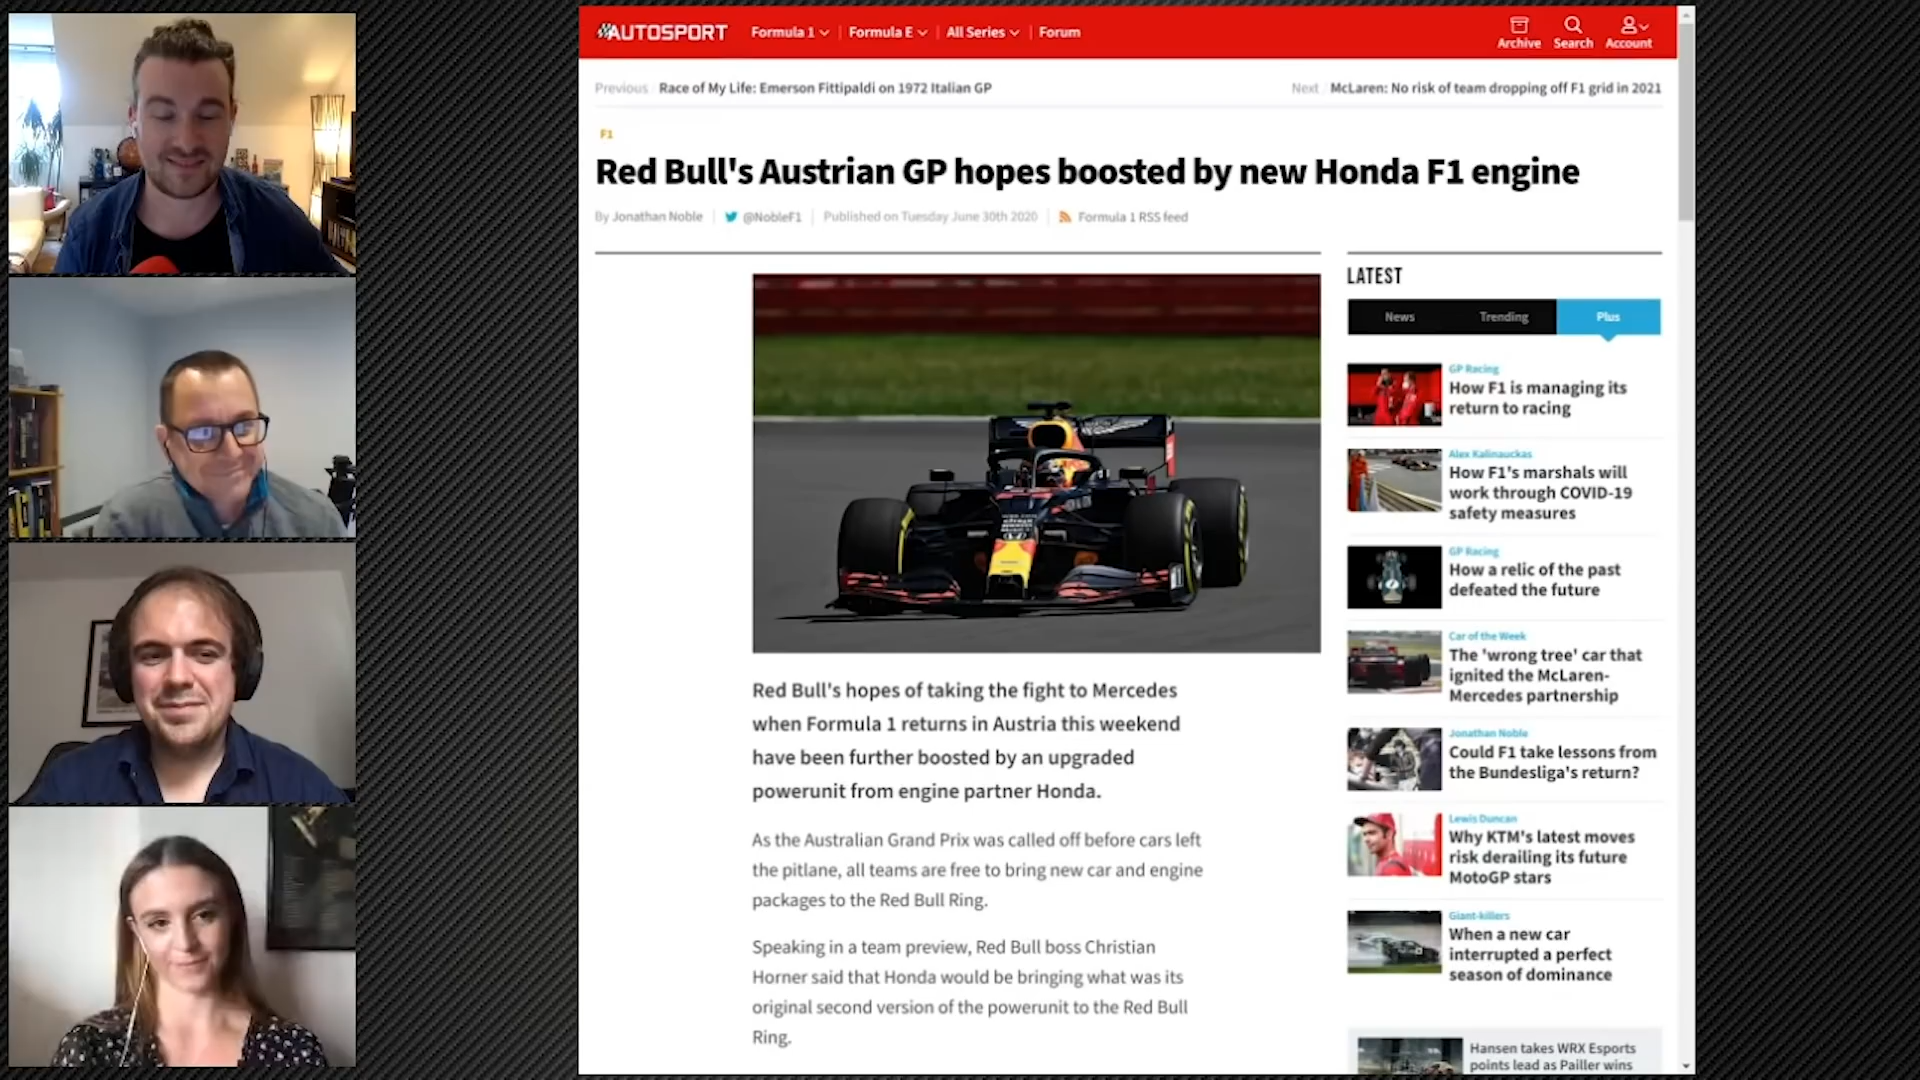 AUTOSPORT
Formula 1
Formula E
All Series
Forum
Archive
Search
Account
Previous / Race of My Life: Emerson Fittipaldi on 1972 Italian GP
Next / McLaren: No risk of team dropping off F1 grid in 2021
F1
Red Bull's Austrian GP hopes boosted by new Honda F1 engine
By Jonathan Noble
@NobleF1
Published on Tuesday June 30th 2020
Formula 1 RSS feed
Red Bull's hopes of taking the fight to Mercedes
when Formula 1 returns in Austria this weekend
have been further boosted by an upgraded
powerunit from engine partner Honda.
As the Australian Grand Prix was called off before cars left
the pitlane, all teams are free to bring new car and engine
packages to the Red Bull Ring.
Speaking in a team preview, Red Bull boss Christian
Horner said that Honda would be bringing what was its
original second version of the powerunit to the Red Bull
Ring.
LATEST
News
Trending
Plus
GP Racing
How F1 is managing its
return to racing
Alex Kalinauckas
How F1's marshals will
work through COVID-19
safety measures
GP Racing
How a relic of the past
defeated the future
Car of the Week
The 'wrong tree' car that
ignited the McLaren-
Mercedes partnership
Jonathan Noble
Could F1 take lessons from
the Bundesliga's return?
Lewis Duncan
Why KTM's latest moves
risk derailing its future
MotoGP stars
Giant-killers
When a new car
interrupted a perfect
season of dominance
Hansen takes WRX Esports
points lead as Pailler wins